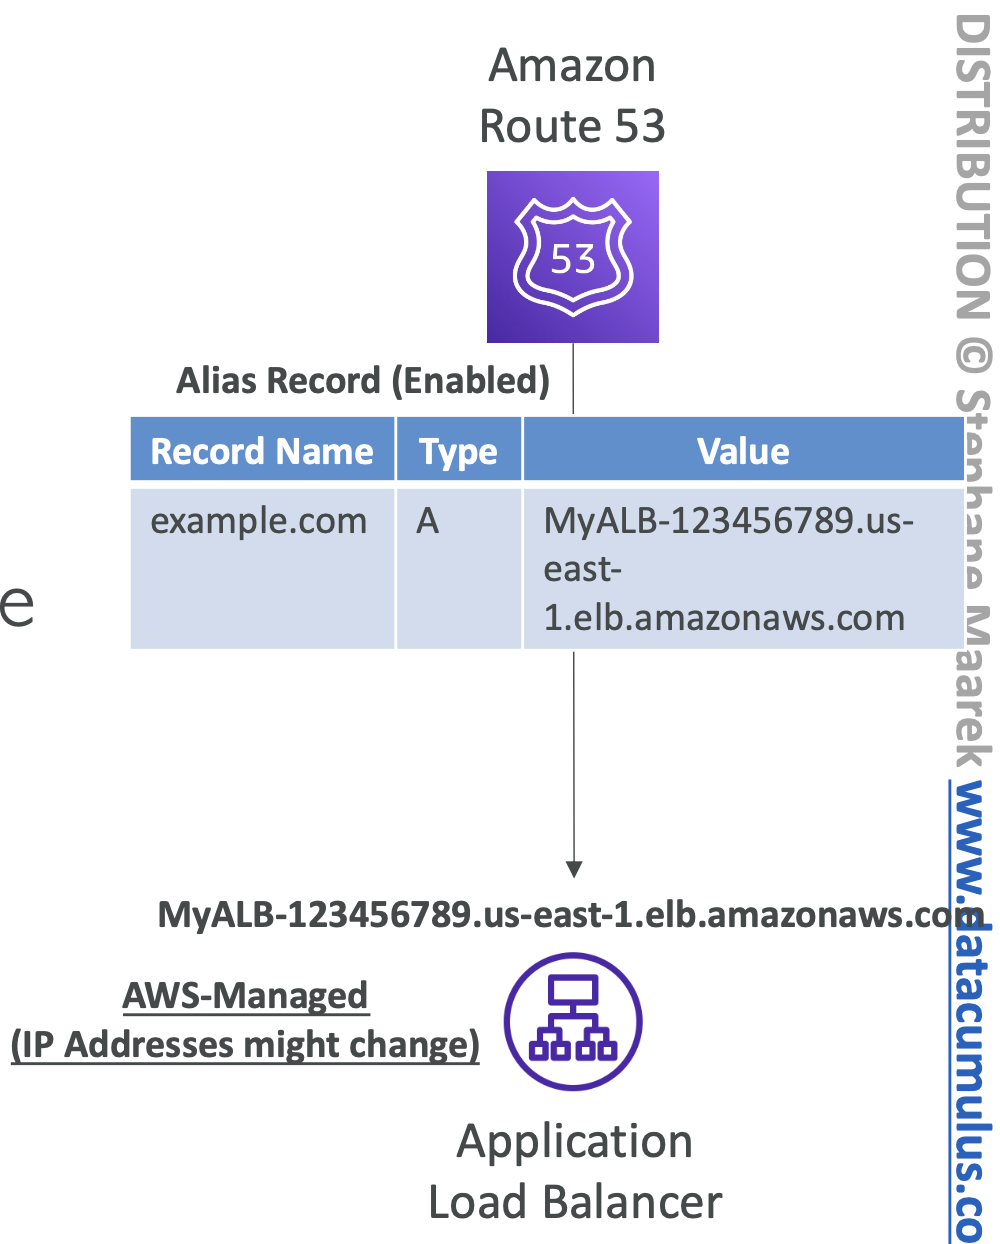 Amazon
Route 53
53
Alias Record (Enabled)
Record Name Type Value
example.com A MyALB-123456789.us-
east-
1.elb.amazonaws.com
e
MyALB-123456789.us-east-1.elb.amazonaws.com
AWS-Managed
(IP Addresses might change)
Application
Load Balancer
DISTRIBUTION © Stephane Maarek www.datacumulus.co